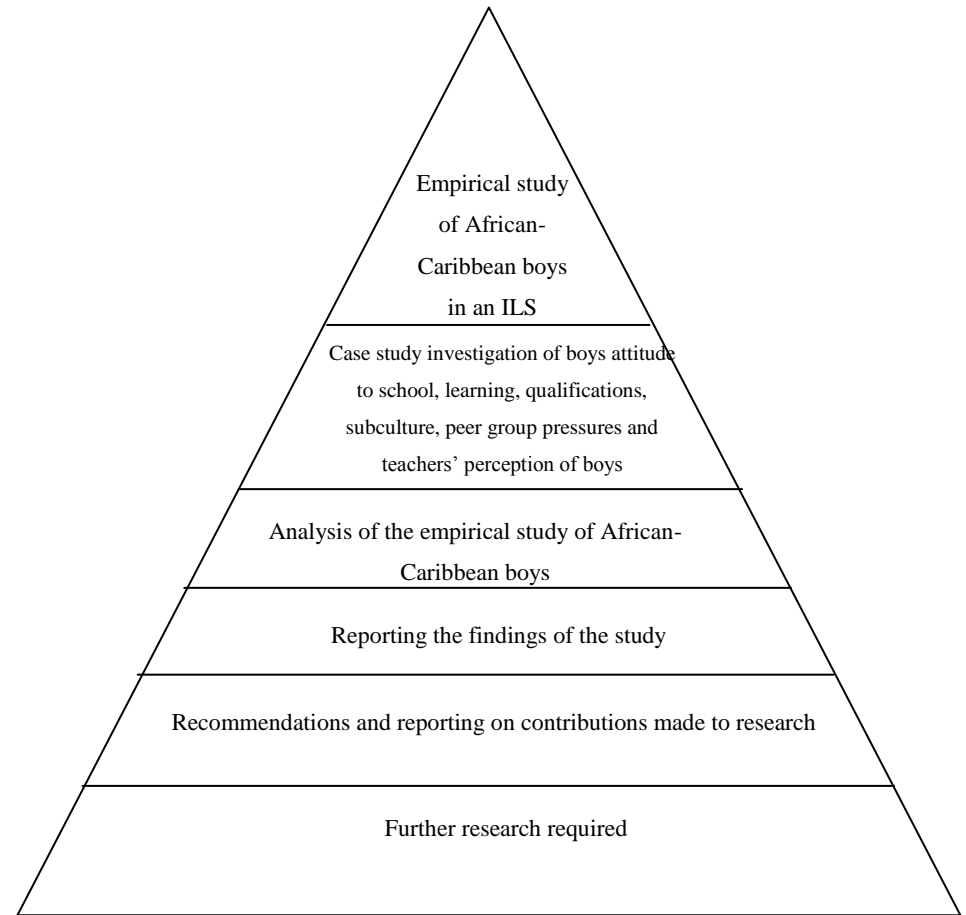 Empirical study
of African-
Caribbean boys
in an ILS
Case study investigation of boys attitude
to school, learning, qualifications,
subculture, peer group pressures and
teachers’ perception of boys
Analysis of the empirical study of African-
Caribbean boys
Reporting the findings of the study
Recommendations and reporting on contributions made to research
Further research required